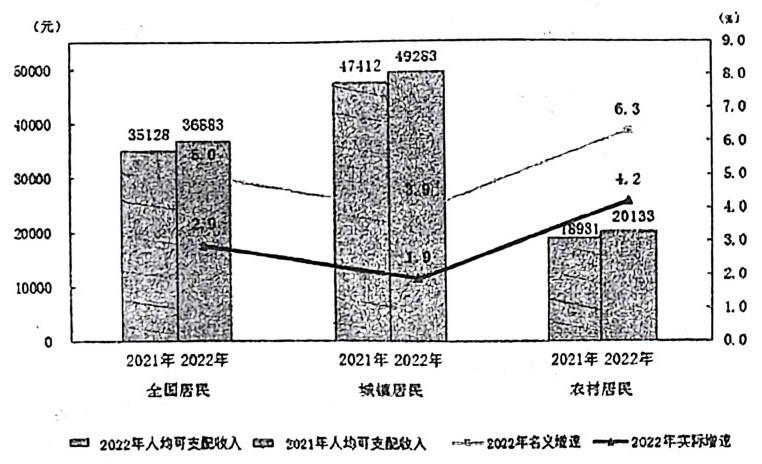 (元)
(%)
50000
40000
30000
20000
10000
0
9.0
8.0
7.0
6.0
5.0
4.0
3.0
2.0
1.0
0.0
35128
36883
47412
49283
18931
20133
5.0
3.9
6.3
2.9
1.9
4.2
2021年 2022年
2021年 2022年
2021年 2022年
全国居民
城镇居民
农村居民
2022年人均可支配收入
2021年人均可支配收入
2022年名义增速
2022年实际增速